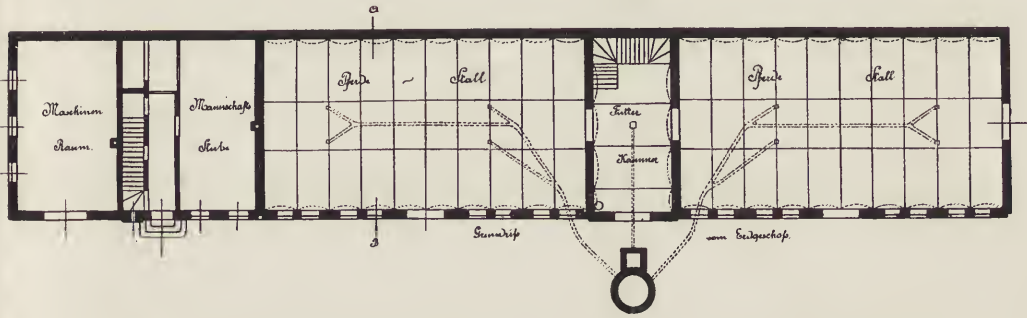 a
Pferde ~ Stall
Pferde Stall
Maschinen
Raum.
Mannschafts
Stube
Futter
Kammer
B
Grundriß vom Erdgeschoß.